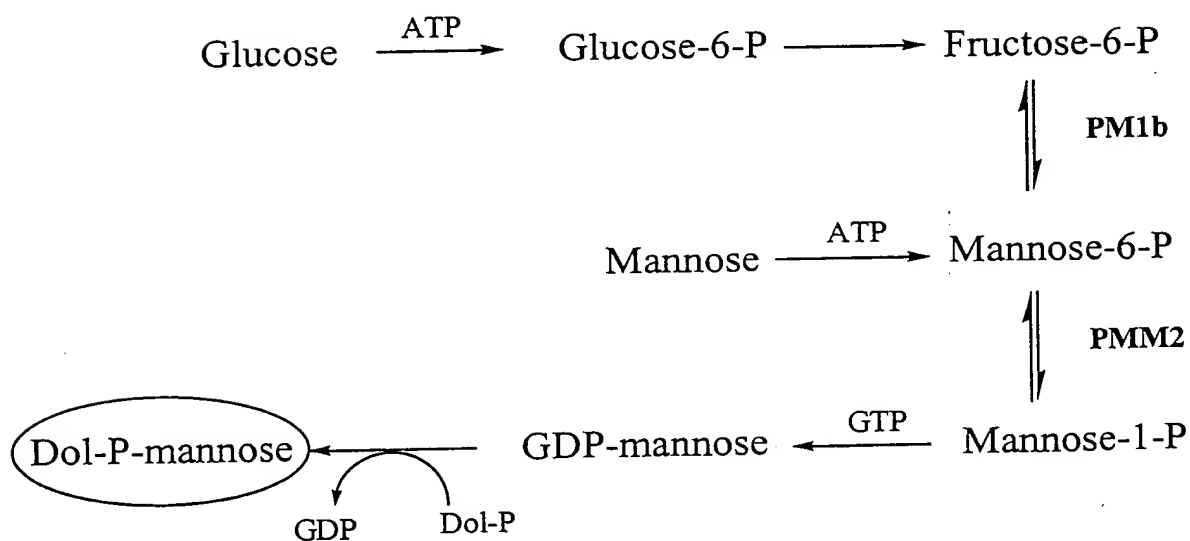 Glucose ATP Glucose-6-P Fructose-6-P
PM1b
Mannose ATP Mannose-6-P
PMM2
Dol-P-mannose GDP-mannose GTP Mannose-1-P
GDP Dol-P